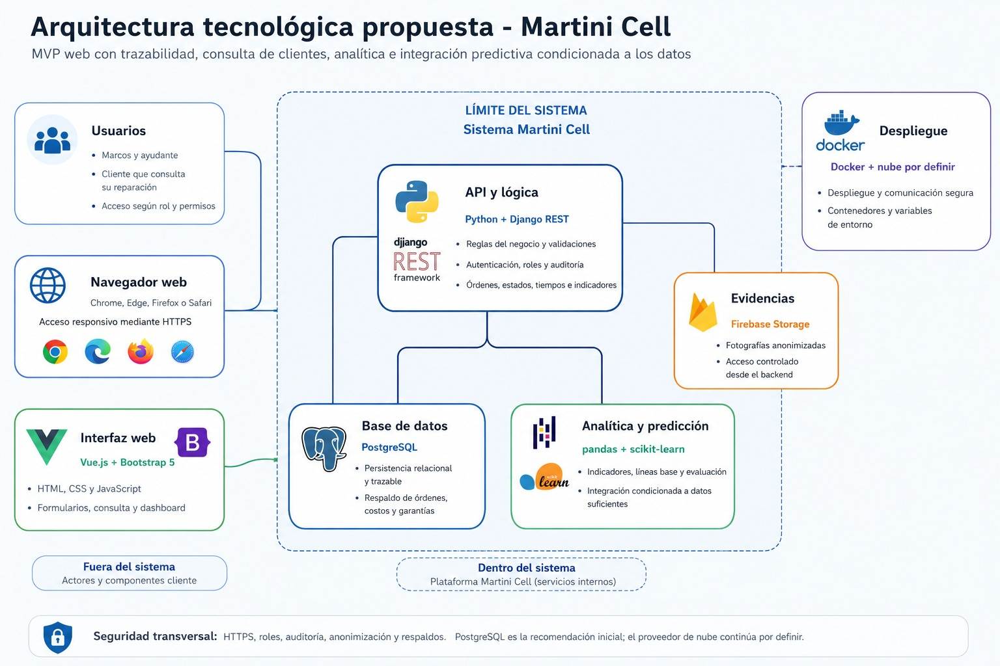 Arquitectura tecnológica propuesta - Martini Cell
MVP web con trazabilidad, consulta de clientes, analítica e integración predictiva condicionada a los datos
Usuarios
• Marcos y ayudante
• Cliente que consulta
su reparación
• Acceso según rol y permisos
Navegador web
Chrome, Edge, Firefox o Safari
Acceso responsivo mediante HTTPS
Interfaz web
B
Vue.js + Bootstrap 5
• HTML, CSS y JavaScript
• Formularios, consulta y dashboard
Fuera del sistema
Actores y componentes cliente
LÍMITE DEL SISTEMA
Sistema Martini Cell
API y lógica
Python + Django REST
djjango
REST
framework
• Reglas del negocio y validaciones
• Autenticación, roles y auditoría
• Órdenes, estados, tiempos e indicadores
Base de datos
PostgreSQL
• Persistencia relacional
y trazable
• Respaldo de órdenes,
costos y garantías
Analítica y predicción
pandas + scikit-learn
scikit
learn
• Indicadores, líneas base y evaluación
• Integración condicionada a datos
suficientes
Evidencias
Firebase Storage
• Fotografías anonimizadas
• Acceso controlado
desde el backend
docker
Despliegue
Docker + nube por definir
• Despliegue y comunicación segura
• Contenedores y variables
de entorno
Dentro del sistema
Plataforma Martini Cell (servicios internos)
Seguridad transversal: HTTPS, roles, auditoría, anonimización y respaldos. PostgreSQL es la recomendación inicial; el proveedor de nube continúa por definir.